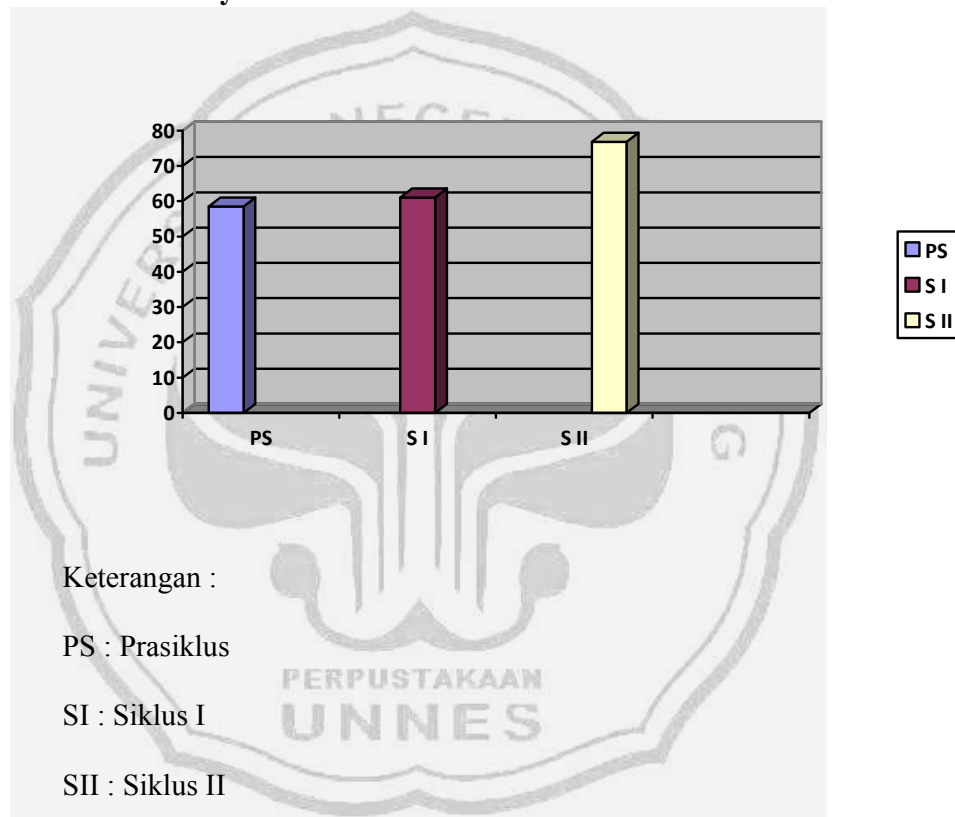 80
70
60
50
40
30
20
10
0
PS
S I
S II
PS
S I
S II
Keterangan :
PS : Prasiklus
SI : Siklus I
SII : Siklus II
PERPUSTAKAAN
UNNES